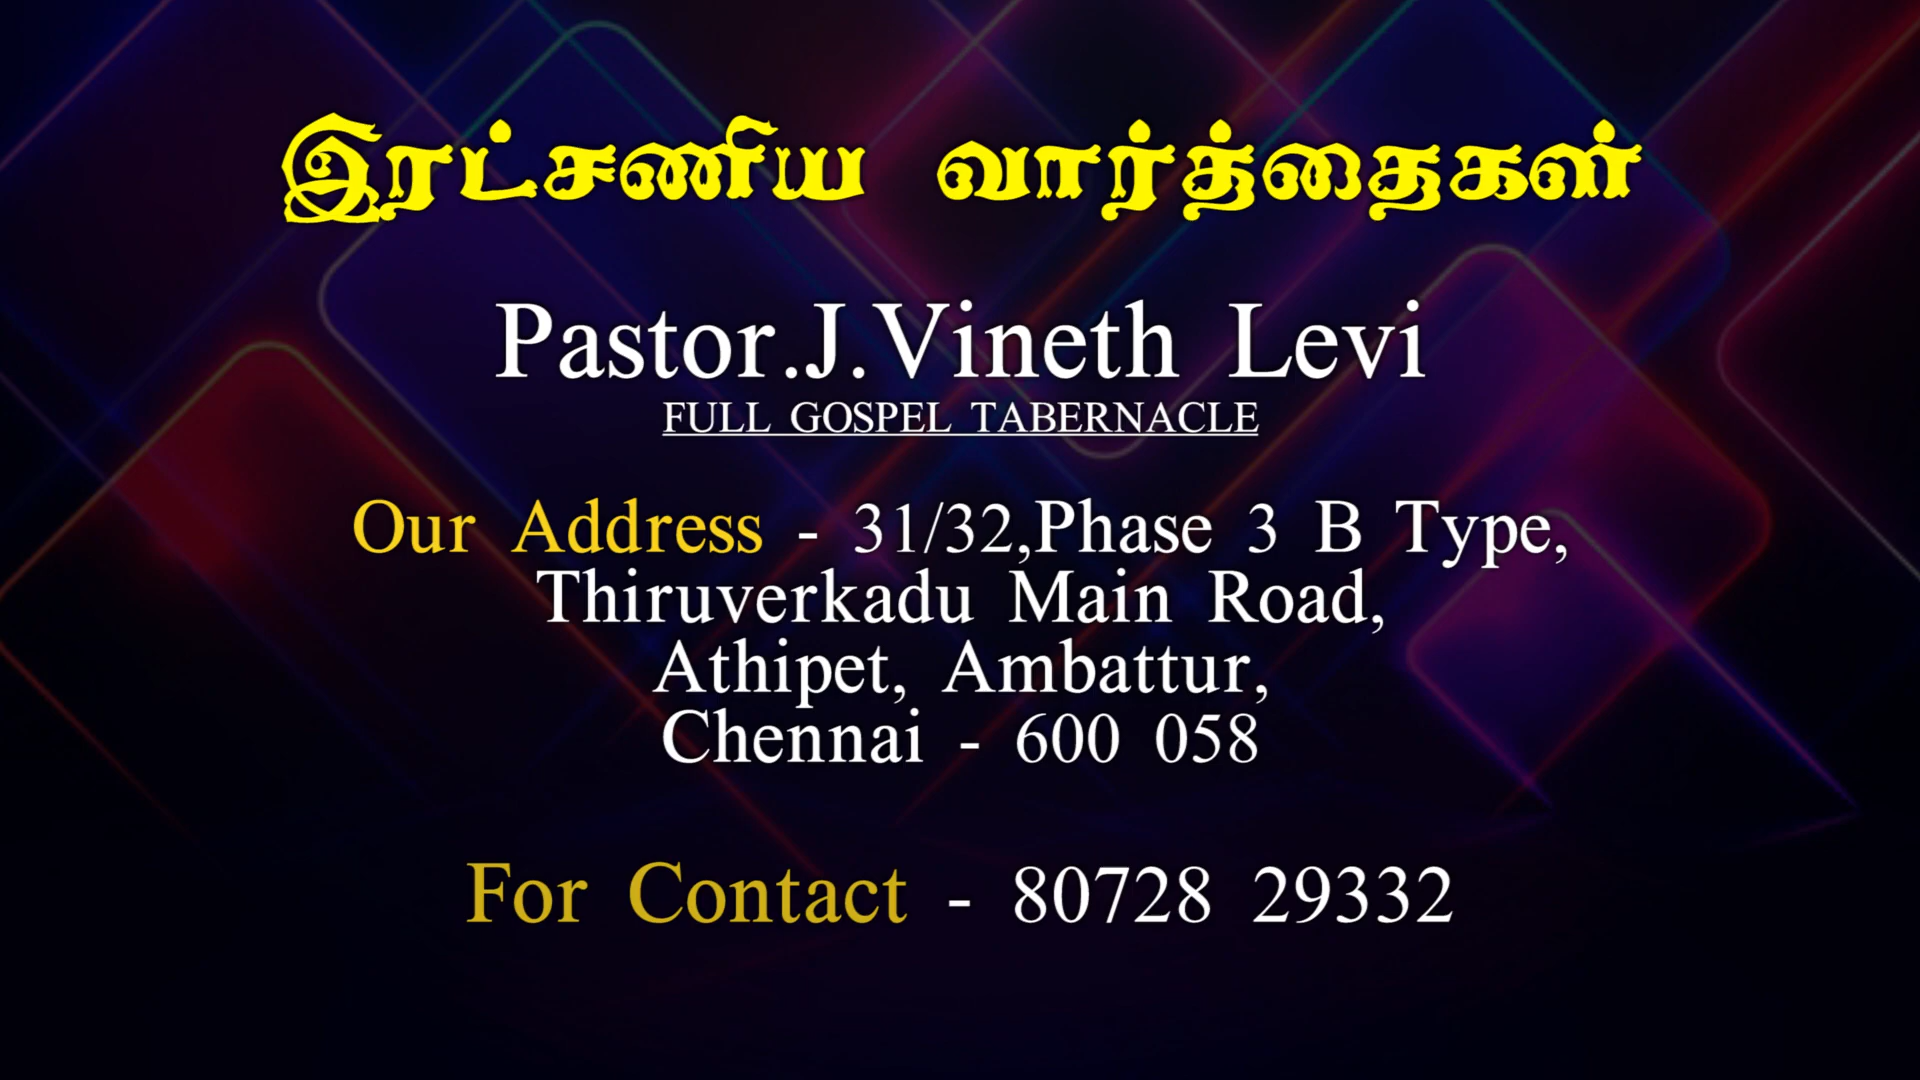 இரட்சணிய வார்த்தைகள்
Pastor.J.Vineth Levi
FULL GOSPEL TABERNACLE
Our Address - 31/32,Phase 3 B Type,
Thiruverkadu Main Road,
Athipet, Ambattur,
Chennai - 600 058
For Contact - 80728 29332